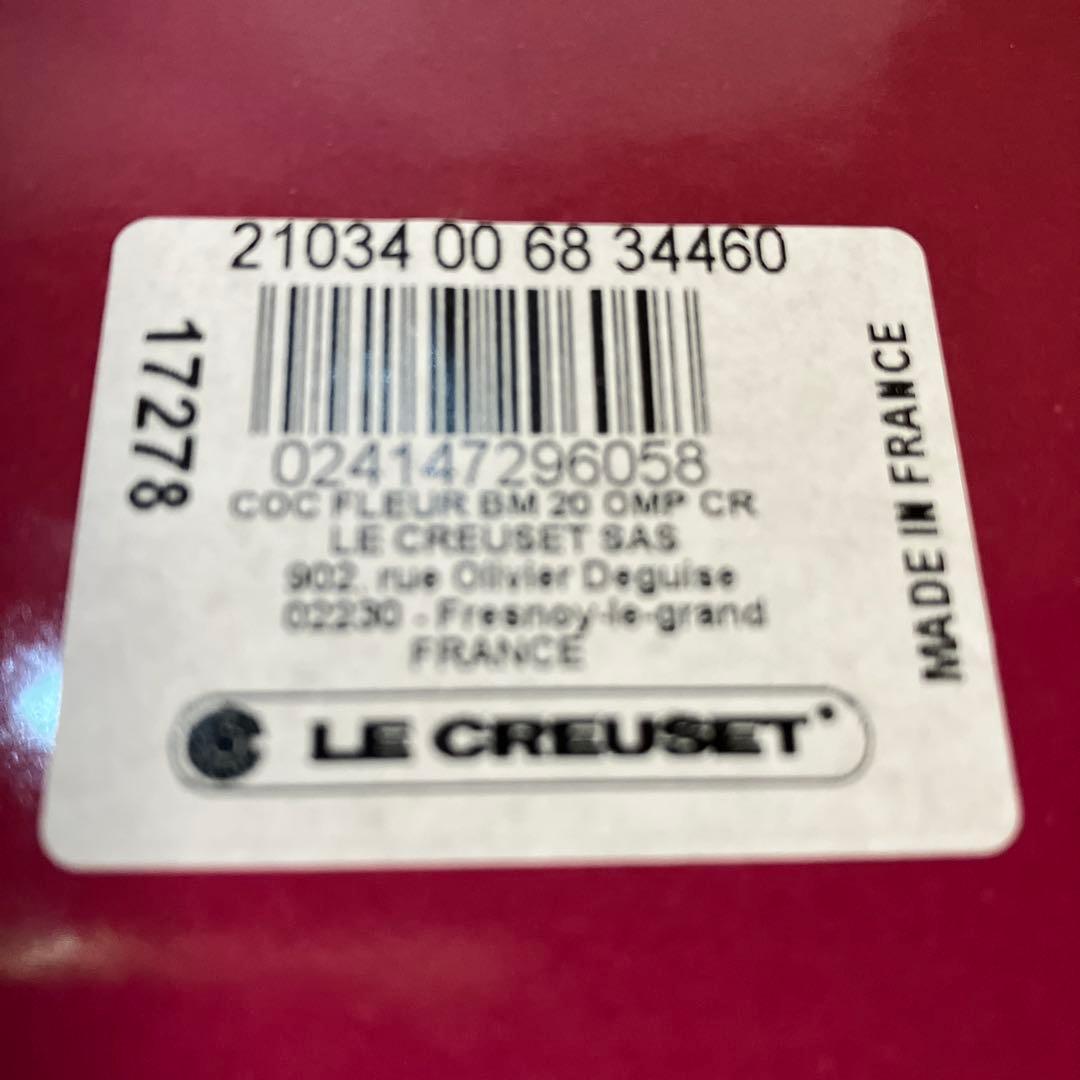 21034 00 68 34460
17278
024147296058
COC FLEUR BM 20 OMP CR
LE CREUSET SAS
902, rue Olivier Deguise
02230 - Fresnoy-le-grand
FRANCE
LE CREUSET
MADE IN FRANCE